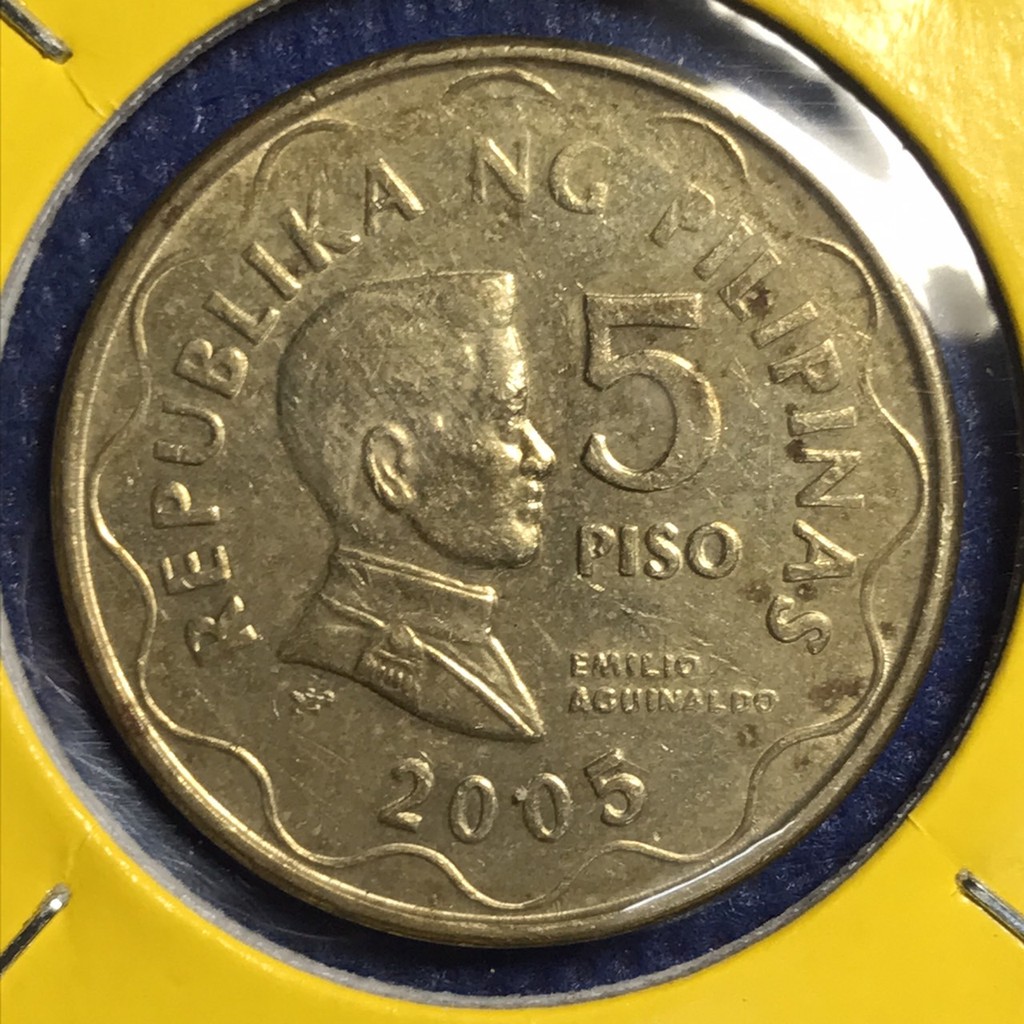 REPUBLIKA NG PILIPINAS
5
PISO
EMILIO
AGUINALDO
2005